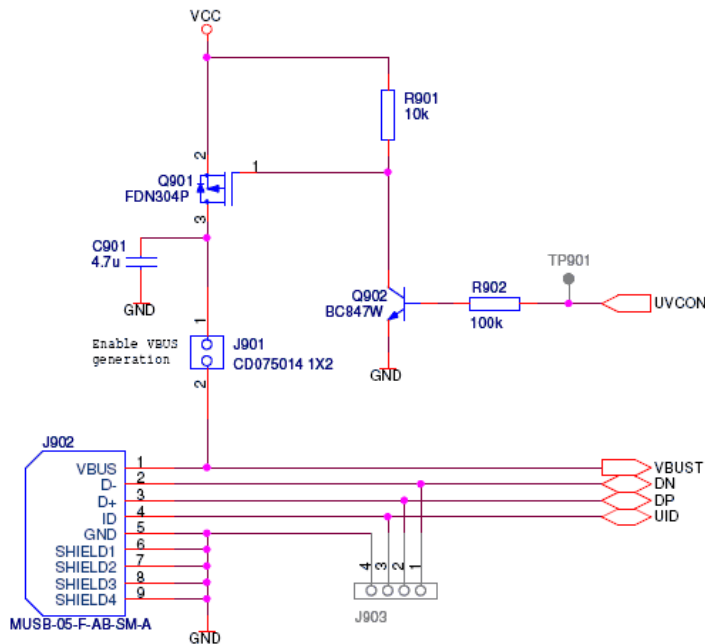 VCC
R901
10k
2
1
Q901
FDN304P
3
C901
4.7u
GND
TP901
Q902
BC847W
R902
100k
UVCON
GND
1
Enable VBUS
generation
J901
CD075014 1X2
2
J902
VBUS 1 VBUST
D- 2 DN
D+ 3 DP
ID 4 UID
GND 5
SHIELD1 6
SHIELD2 7
SHIELD3 8
SHIELD4 9
4 3 2 1
J903
MUSB-05-F-AB-SM-A
GND